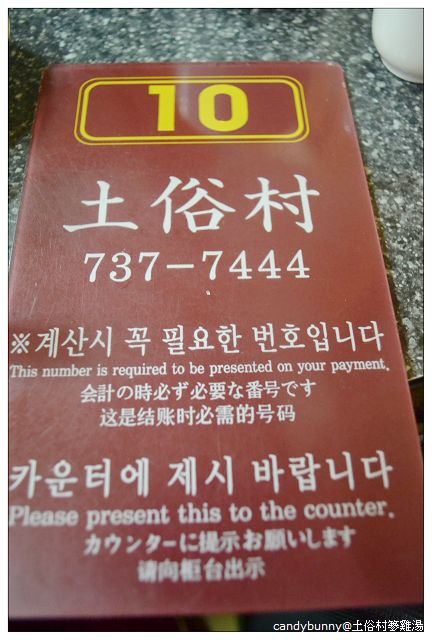 10
土俗村
737-7444
※계산시 꼭 필요한 번호입니다
This number is required to be presented on your payment.
会計の時必ず必要な番号です
这是结账时必需的号码
카운터에 제시 바랍니다
Please present this to the counter.
カウンターに提示お願いします
请向柜台出示
candybunny@土俗村蔘雞湯